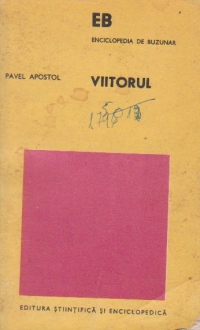 EB
ENCICLOPEDIA DE BUZUNAR
PAVEL APOSTOL
VIITORUL
EDITURA ȘTIINȚIFICĂ ȘI ENCICLOPEDICĂ